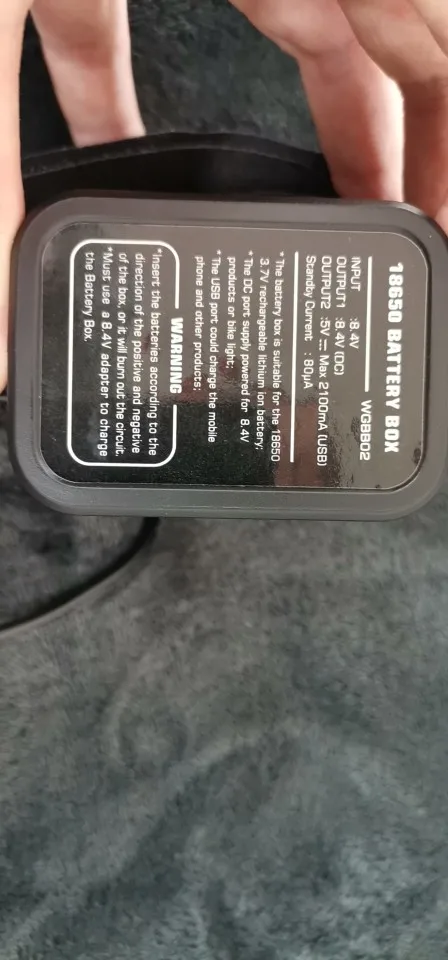 18650 BATTERY BOX
WGBB02
INPUT :8.4V
OUTPUT1 :8.4V (DC)
OUTPUT2 :5V ⎓ Max 2100mA (USB)
Standby Current : 80μA
*The battery box is suitable for the 18650
3.7V rechargeable lithium ion battery;
*The DC port supply powered for 8.4V
products or bike light;
*The USB port could charge the mobile
phone and other products;
WARNING
*Insert the batteries according to the
direction of the positive and negative
of the box, or it will burn out the circuit.
*Must use a 8.4V adapter to charge
the Battery Box.